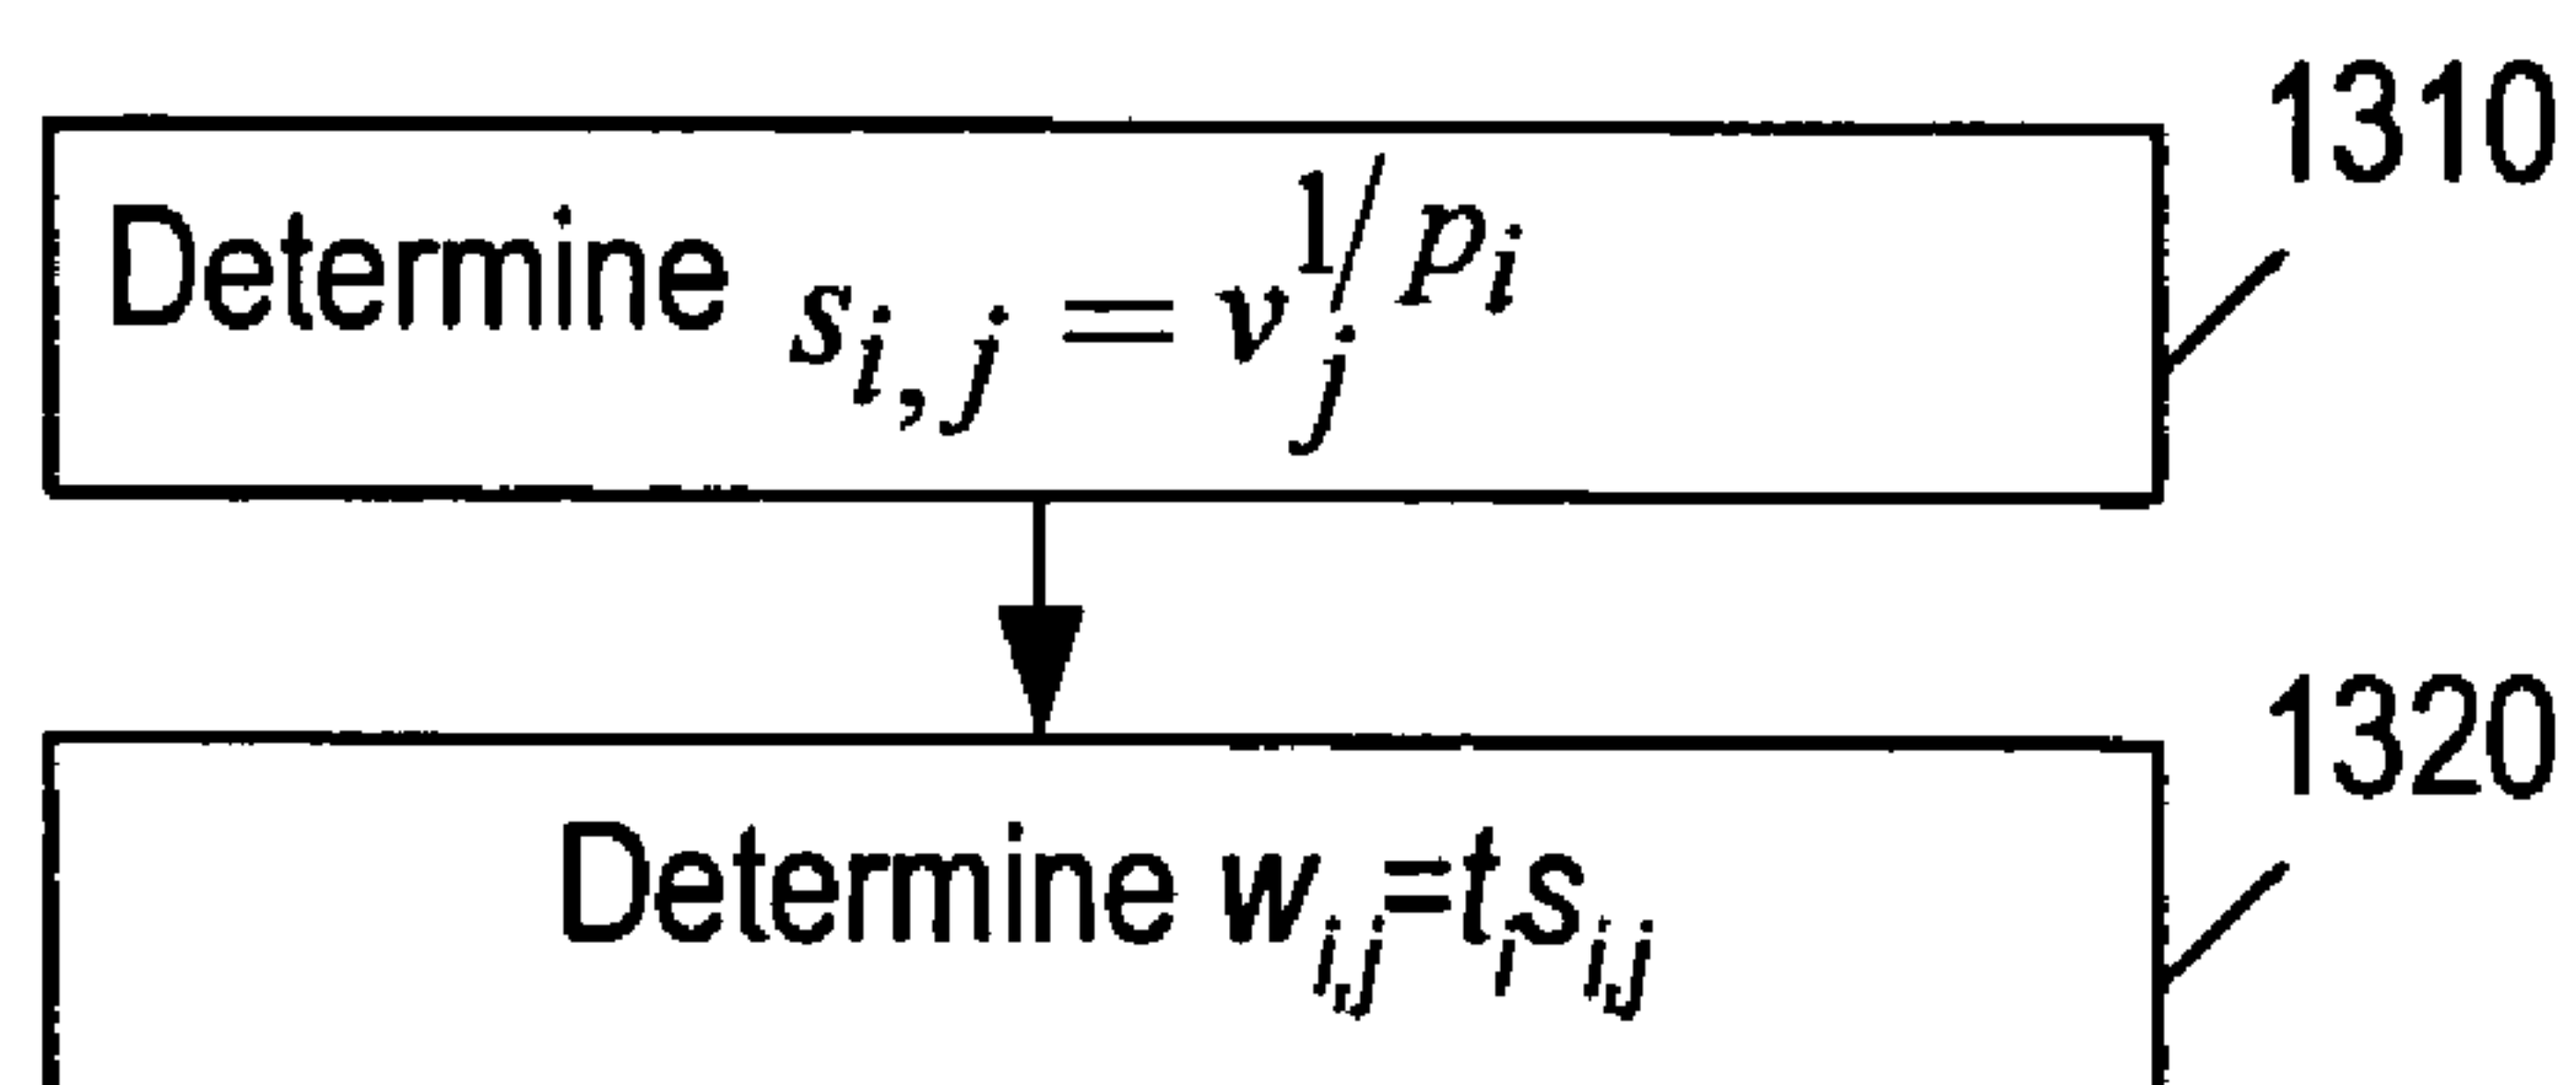 1310
Determine s_{i,j} = v_j^{1/p_i}
1320
Determine w_{i,j}=t_i s_{i,j}